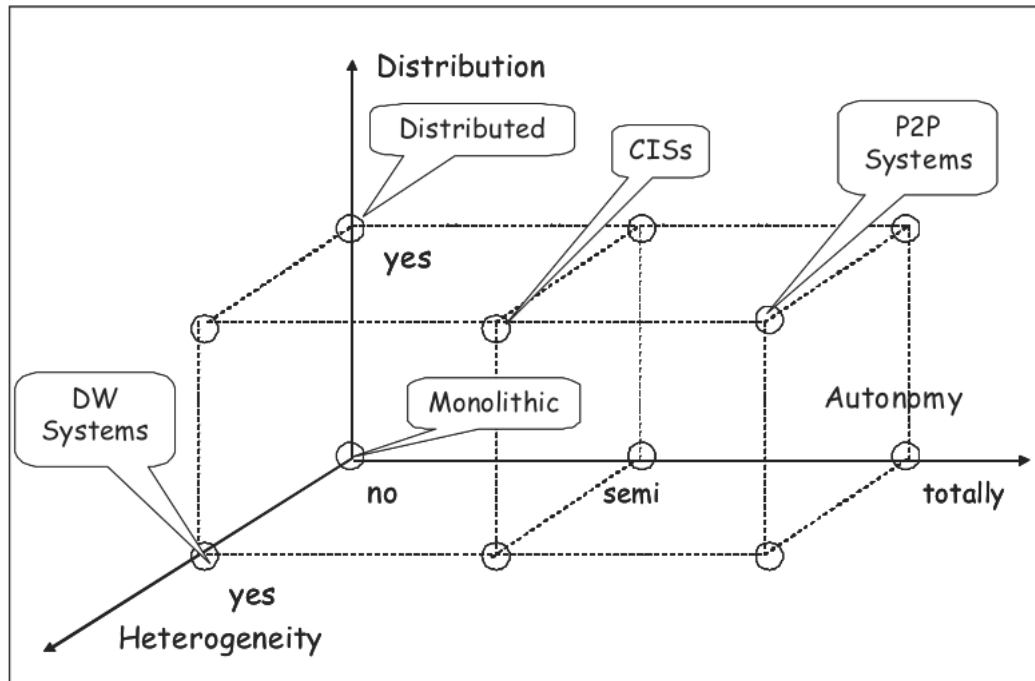 Distribution
Distributed
CISs
P2P
Systems
yes
DW
Systems
Monolithic
Autonomy
no
semi
totally
yes
Heterogeneity